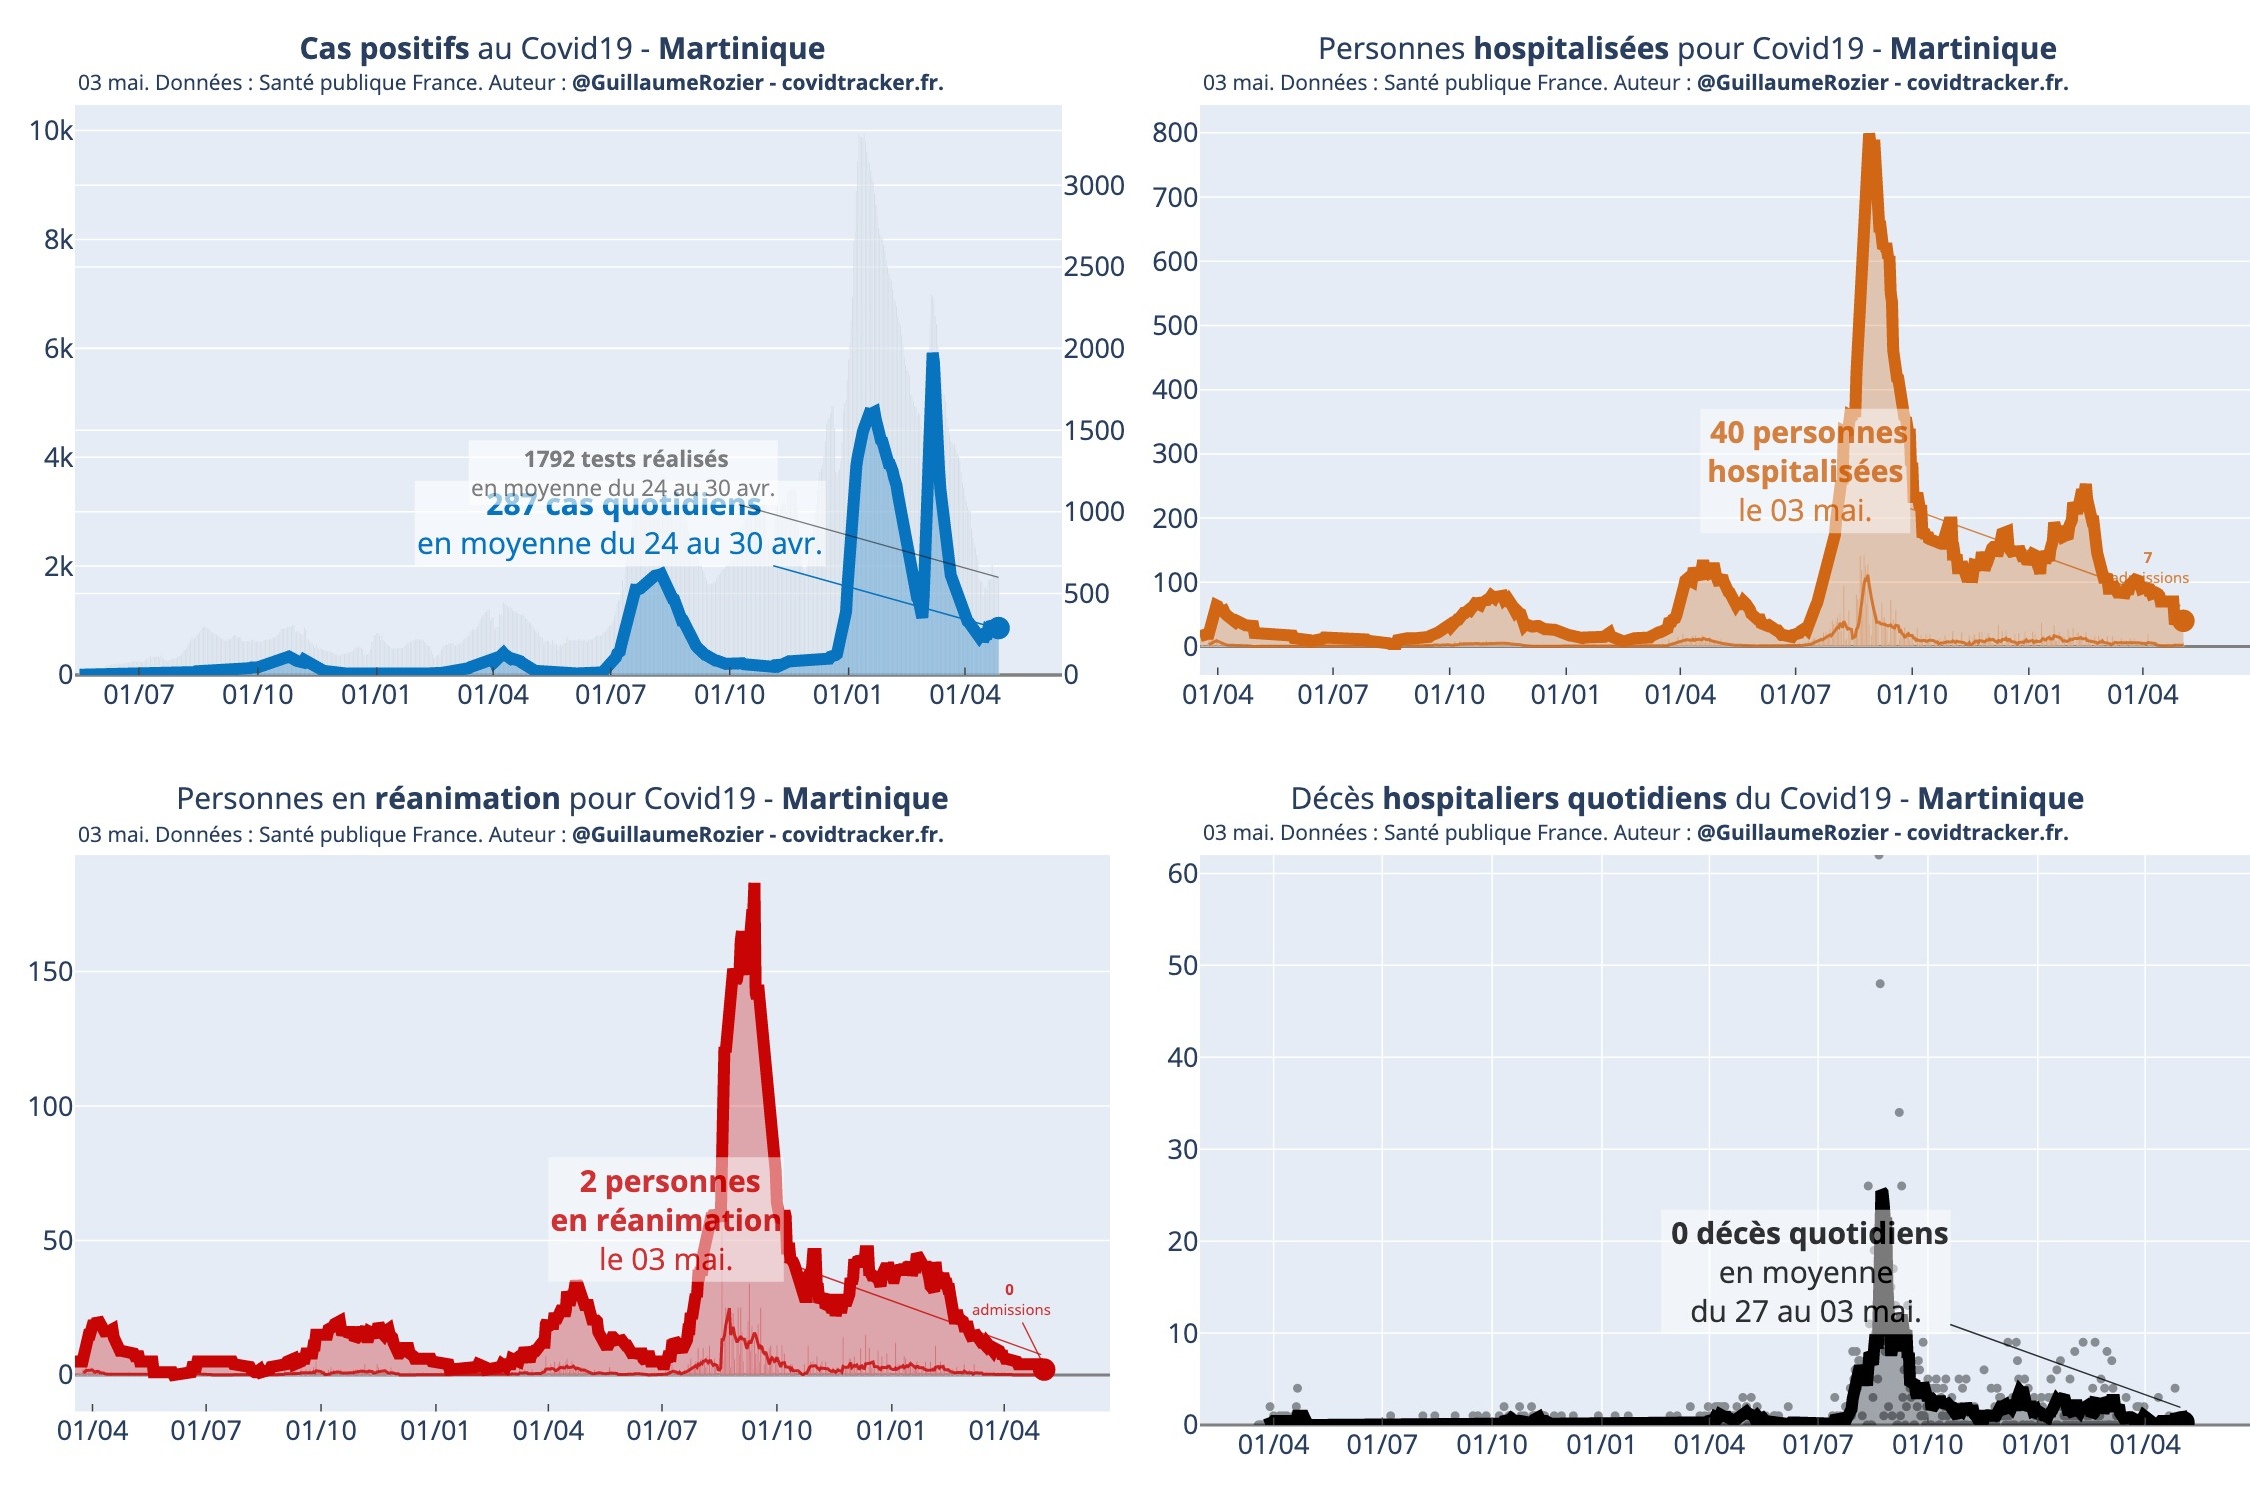 Cas positifs au Covid19 - Martinique
03 mai. Données : Santé publique France. Auteur : @GuillaumeRozier - covidtracker.fr.
10k
8k
6k
4k
2k
0
3000
2500
2000
1500
1000
500
0
1792 tests réalisés
en moyenne du 24 au 30 avr.
287 cas quotidiens
en moyenne du 24 au 30 avr.
01/07 01/10 01/01 01/04 01/07 01/10 01/01 01/04
Personnes hospitalisées pour Covid19 - Martinique
03 mai. Données : Santé publique France. Auteur : @GuillaumeRozier - covidtracker.fr.
800
700
600
500
400
300
200
100
0
40 personnes
hospitalisées
le 03 mai.
7
admissions
01/04 01/07 01/10 01/01 01/04 01/07 01/10 01/01 01/04
Personnes en réanimation pour Covid19 - Martinique
03 mai. Données : Santé publique France. Auteur : @GuillaumeRozier - covidtracker.fr.
150
100
50
0
2 personnes
en réanimation
le 03 mai.
0
admissions
01/04 01/07 01/10 01/01 01/04 01/07 01/10 01/01 01/04
Décès hospitaliers quotidiens du Covid19 - Martinique
03 mai. Données : Santé publique France. Auteur : @GuillaumeRozier - covidtracker.fr.
60
50
40
30
20
10
0
0 décès quotidiens
en moyenne
du 27 au 03 mai.
01/04 01/07 01/10 01/01 01/04 01/07 01/10 01/01 01/04